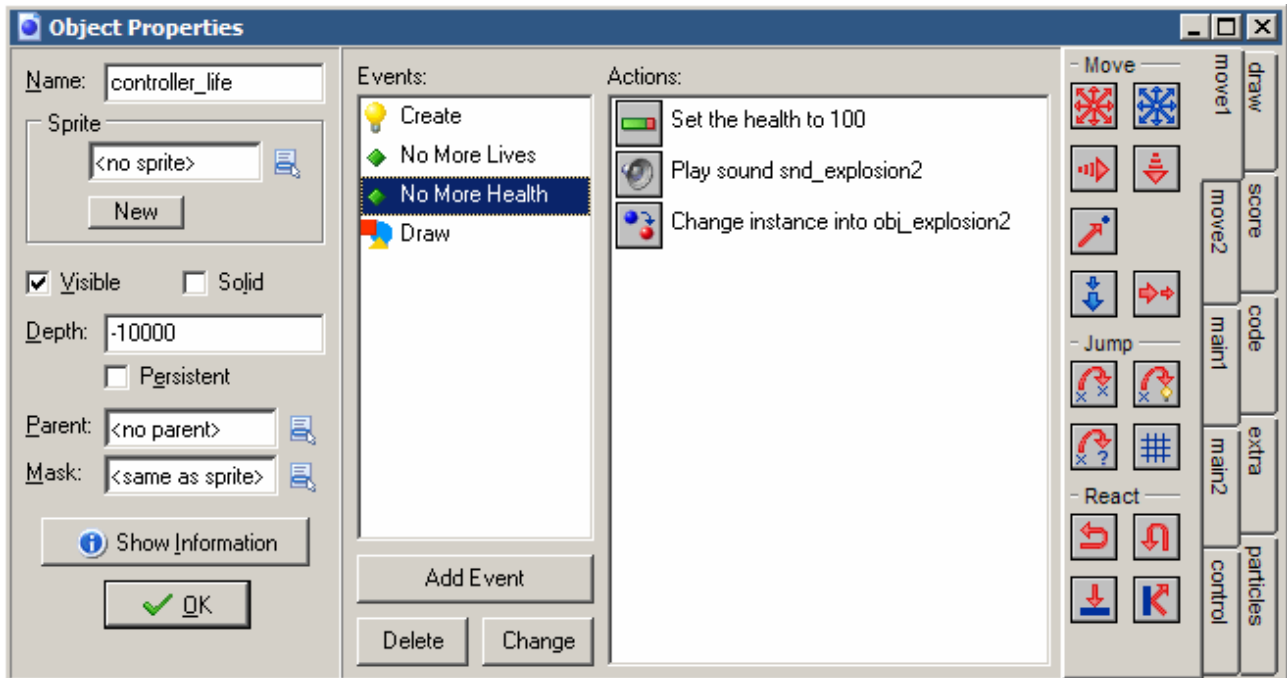 Object Properties
Name: controller_life
Sprite
<no sprite>
New
Visible Solid
Depth: -10000
Persistent
Parent: <no parent>
Mask: <same as sprite>
Show Information
OK
Events:
Create
No More Lives
No More Health
Draw
Add Event
Delete Change
Actions:
Set the health to 100
Play sound snd_explosion2
Change instance into obj_explosion2
Move
Jump
React
move1
move2
main1
main2
control
draw
score
code
extra
particles